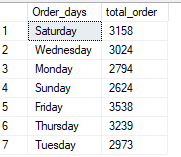 Order_days total_order
1 Saturday 3158
2 Wednesday 3024
3 Monday 2794
4 Sunday 2624
5 Friday 3538
6 Thursday 3239
7 Tuesday 2973